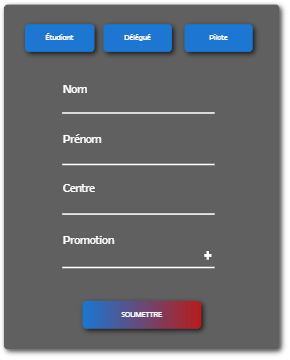 Étudiant Délégué Pilote
Nom
Prénom
Centre
Promotion
+
SOUMETTRE